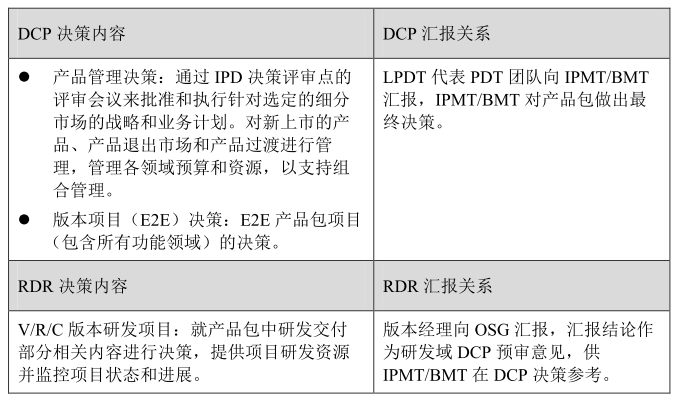 DCP 决策内容
DCP 汇报关系
● 产品管理决策：通过 IPD 决策评审点的
评审会议来批准和执行针对选定的细分
市场的战略和业务计划。对新上市的产
品、产品退出市场和产品过渡进行管
理，管理各领域预算和资源，以支持组
合管理。
● 版本项目（E2E）决策：E2E 产品包项目
（包含所有功能领域）的决策。
LPDT 代表 PDT 团队向 IPMT/BMT
汇报，IPMT/BMT 对产品包做出最
终决策。
RDR 决策内容
RDR 汇报关系
V/R/C 版本研发项目：就产品包中研发交付
部分相关内容进行决策，提供项目研发资源
并监控项目状态和进展。
版本经理向 OSG 汇报，汇报结论作
为研发域 DCP 预审意见，供
IPMT/BMT 在 DCP 决策参考。